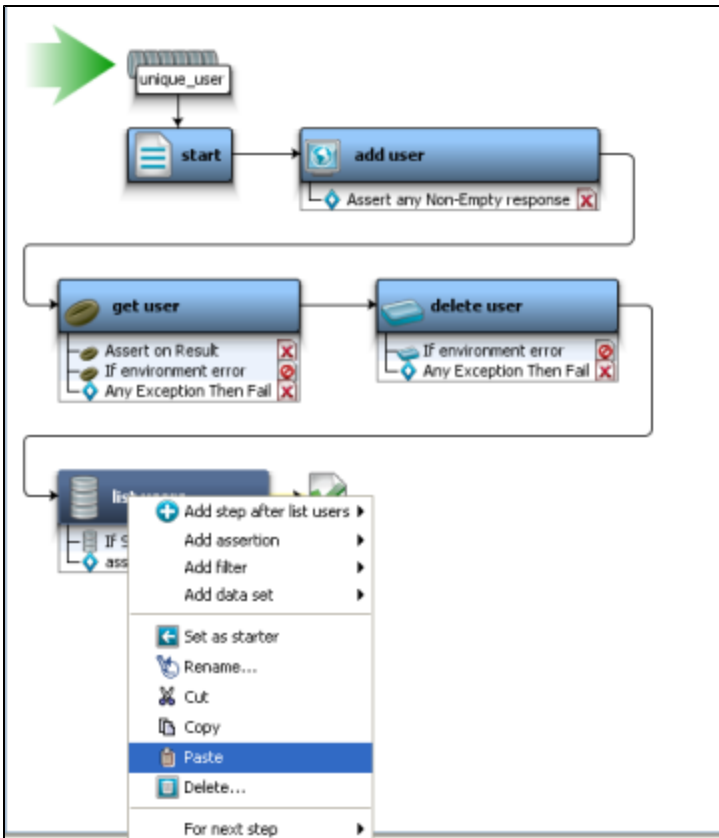 unique_user
start
add user
Assert any Non-Empty response
get user
delete user
Assert on Result
If environment error
Any Exception Then Fail
If environment error
Any Exception Then Fail
Add step after list users
If
Add assertion
ass
Add filter
Add data set
Set as starter
Rename...
Cut
Copy
Paste
Delete...
For next step